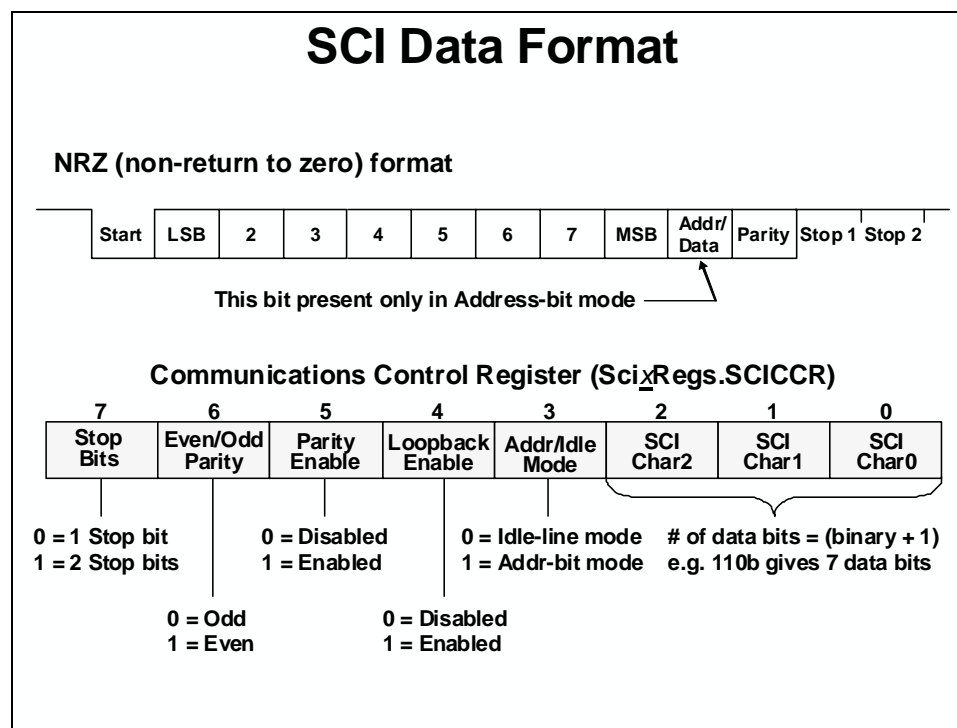 SCI Data Format
NRZ (non-return to zero) format
Start LSB 2 3 4 5 6 7 MSB Addr/ Data Parity Stop 1 Stop 2
This bit present only in Address-bit mode
Communications Control Register (ScixRegs.SCICCR)
7 6 5 4 3 2 1 0
Stop Bits Even/Odd Parity Parity Enable Loopback Enable Addr/Idle Mode SCI Char2 SCI Char1 SCI Char0
0 = 1 Stop bit
1 = 2 Stop bits
0 = Disabled
1 = Enabled
0 = Idle-line mode
1 = Addr-bit mode
# of data bits = (binary + 1)
e.g. 110b gives 7 data bits
0 = Odd
1 = Even
0 = Disabled
1 = Enabled